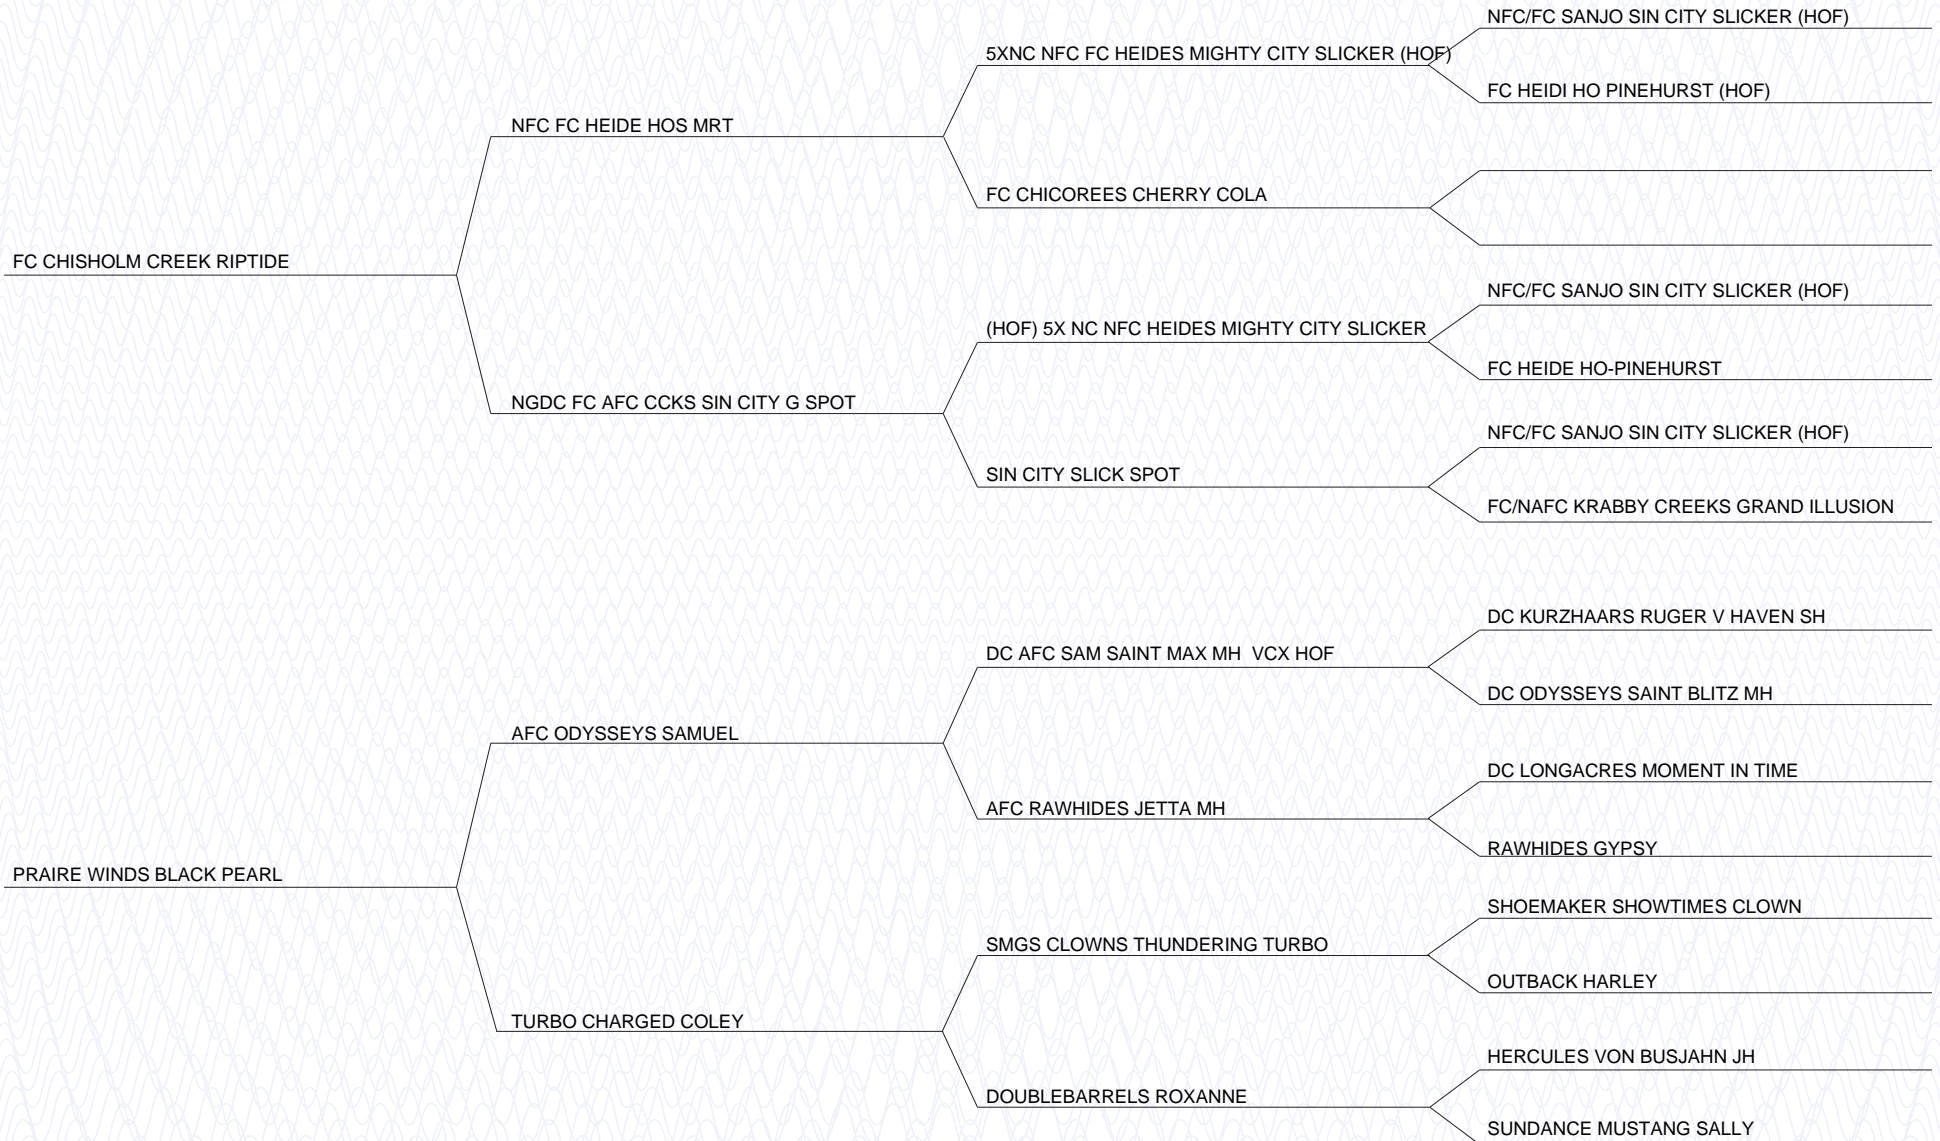 NFC/FC SANJO SIN CITY SLICKER (HOF)
5XNC NFC FC HEIDES MIGHTY CITY SLICKER (HOF)
FC HEIDI HO PINEHURST (HOF)
NFC FC HEIDE HOS MRT
FC CHICOREES CHERRY COLA
FC CHISHOLM CREEK RIPTIDE
NFC/FC SANJO SIN CITY SLICKER (HOF)
(HOF) 5X NC NFC HEIDES MIGHTY CITY SLICKER
FC HEIDE HO-PINEHURST
NGDC FC AFC CCKS SIN CITY G SPOT
NFC/FC SANJO SIN CITY SLICKER (HOF)
SIN CITY SLICK SPOT
FC/NAFC KRABBY CREEKS GRAND ILLUSION
DC KURZHAARS RUGER V HAVEN SH
DC AFC SAM SAINT MAX MH  VCX HOF
DC ODYSSEYS SAINT BLITZ MH
AFC ODYSSEYS SAMUEL
DC LONGACRES MOMENT IN TIME
AFC RAWHIDES JETTA MH
RAWHIDES GYPSY
PRAIRE WINDS BLACK PEARL
SHOEMAKER SHOWTIMES CLOWN
SMGS CLOWNS THUNDERING TURBO
OUTBACK HARLEY
TURBO CHARGED COLEY
HERCULES VON BUSJAHN JH
DOUBLEBARRELS ROXANNE
SUNDANCE MUSTANG SALLY